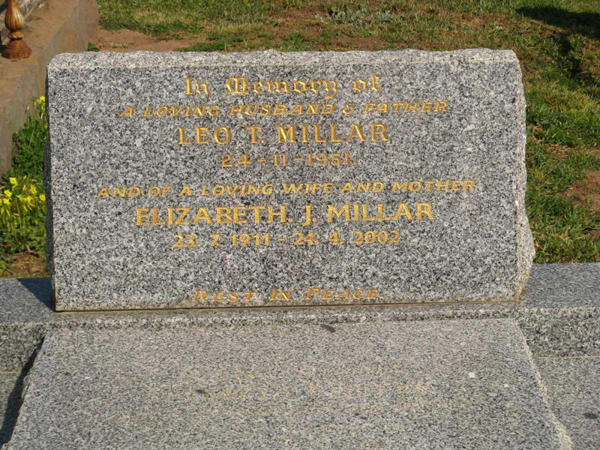 In Memory of
A LOVING HUSBAND & FATHER
LEO T. MILLAR
24-11-1951.
AND OF A LOVING WIFE AND MOTHER
ELIZABETH. J. MILLAR
23.7.1911 - 24.4.2002
REST IN PEACE.